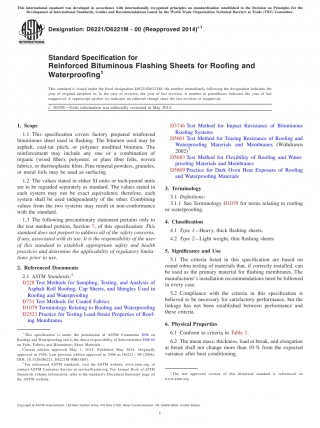 This international standard was developed in accordance with internationally recognized principles on standardization established in the Decision on Principles for the
Development of International Standards, Guides and Recommendations issued by the World Trade Organization Technical Barriers to Trade (TBT) Committee.
Designation: D6221/D6221M − 00 (Reapproved 2014)ε1
Standard Specification for
Reinforced Bituminous Flashing Sheets for Roofing and
Waterproofing1
This standard is issued under the fixed designation D6221/D6221M; the number immediately following the designation indicates the
year of original adoption or, in the case of revision, the year of last revision. A number in parentheses indicates the year of last
reapproval. A superscript epsilon (ε) indicates an editorial change since the last revision or reapproval.
ε1 NOTE—Units information was editorially corrected in May 2014.
1. Scope
1.1 This specification covers factory prepared reinforced
bituminous sheet used in flashing. The bitumen used may be
asphalt, coal-tar pitch, or polymer modified bitumen. The
reinforcement may include any one or a combination of
organic (wood fiber), polyester, or glass fiber felts, woven
fabrics, or thermoplastic films. Fine mineral powders, granules,
or metal foils may be used as surfacing.
1.2 The values stated in either SI units or inch-pound units
are to be regarded separately as standard. The values stated in
each system may not be exact equivalents; therefore, each
system shall be used independently of the other. Combining
values from the two systems may result in non-conformance
with the standard.
1.3 The following precautionary statement pertains only to
the test method portion, Section 7, of this specification: This
standard does not purport to address all of the safety concerns,
if any, associated with its use. It is the responsibility of the user
of this standard to establish appropriate safety and health
practices and determine the applicability of regulatory limita-
tions prior to use.
2. Referenced Documents
2.1 ASTM Standards:2
D228 Test Methods for Sampling, Testing, and Analysis of
Asphalt Roll Roofing, Cap Sheets, and Shingles Used in
Roofing and Waterproofing
D751 Test Methods for Coated Fabrics
D1079 Terminology Relating to Roofing and Waterproofing
D2523 Practice for Testing Load-Strain Properties of Roof-
ing Membranes
1 This specification is under the jurisdiction of ASTM Committee D08 on
Roofing and Waterproofing and is the direct responsibility of Subcommittee D08.04
on Felts, Fabrics and Bituminous Sheet Materials.
Current edition approved May 1, 2014. Published May 2014. Originally
approved in 1998. Last previous edition approved in 2006 as D6221 – 00 (2006).
2 For referenced ASTM standards, visit the ASTM website, www.astm.org, or
contact ASTM Customer Service at service@astm.org. For Annual Book of ASTM
Standards volume information, refer to the standard's Document Summary page on
the ASTM website.
D3746 Test Method for Impact Resistance of Bituminous
Roofing Systems
D5601 Test Method for Tearing Resistance of Roofing and
Waterproofing Materials and Membranes (Withdrawn
2002)3
D5683 Test Method for Flexibility of Roofing and Water-
proofing Materials and Membranes
D5869 Practice for Dark Oven Heat Exposure of Roofing
and Waterproofing Materials
3. Terminology
3.1 Definitions:
3.1.1 See Terminology D1079 for terms relating to roofing
or waterproofing.
4. Classification
4.1 Type 1—Heavy, thick flashing sheets.
4.2 Type 2—Light weight, thin flashing sheets
5. Significance and Use
5.1 The criteria listed in this specification are based on
round robin testing of materials that, if correctly installed, can
be used as the primary material for flashing membranes. The
manufacturer's installation recommendations must be followed
in every case.
5.2 Compliance with the criteria in this specification is
believed to be necessary for satisfactory performance, but the
linkage has not been established between performance and
these criteria.
6. Physical Properties
6.1 Conform to criteria in Table 1.
6.2 The mean mass, thickness, load at break, and elongation
at break shall not change more than 10 % from the expected
variance after heat conditioning.
3 The last approved version of this historical standard is referenced on
www.astm.org.
Copyright © ASTM International, 100 Barr Harbor Drive, PO Box C700, West Conshohocken, PA 19428-2959. United States
1